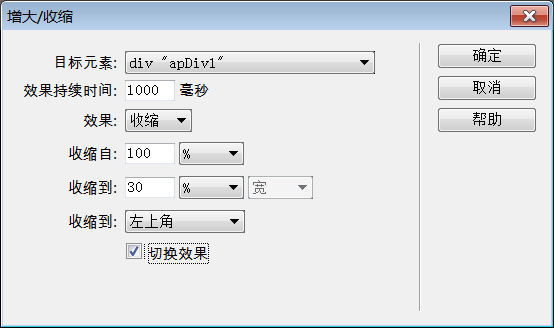 增大/收缩
目标元素: div "apDiv1"
效果持续时间: 1000 毫秒
效果: 收缩
收缩自: 100 %
收缩到: 30 % 宽
收缩到: 左上角
切换效果
确定
取消
帮助